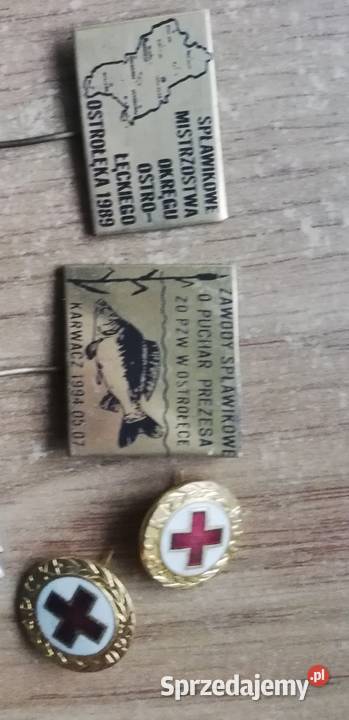 SPŁAWIKOWE
MISTRZOSTWA
OKRĘGU
OSTRO-
ŁĘCKIEGO
OSTROŁĘKA 1989
ZAWODY SPŁAWIKOWE
O PUCHAR PREZESA
ZO PZW W OSTROŁĘCE
KARWACZ 1994.05.07
Sprzedajemy.pl